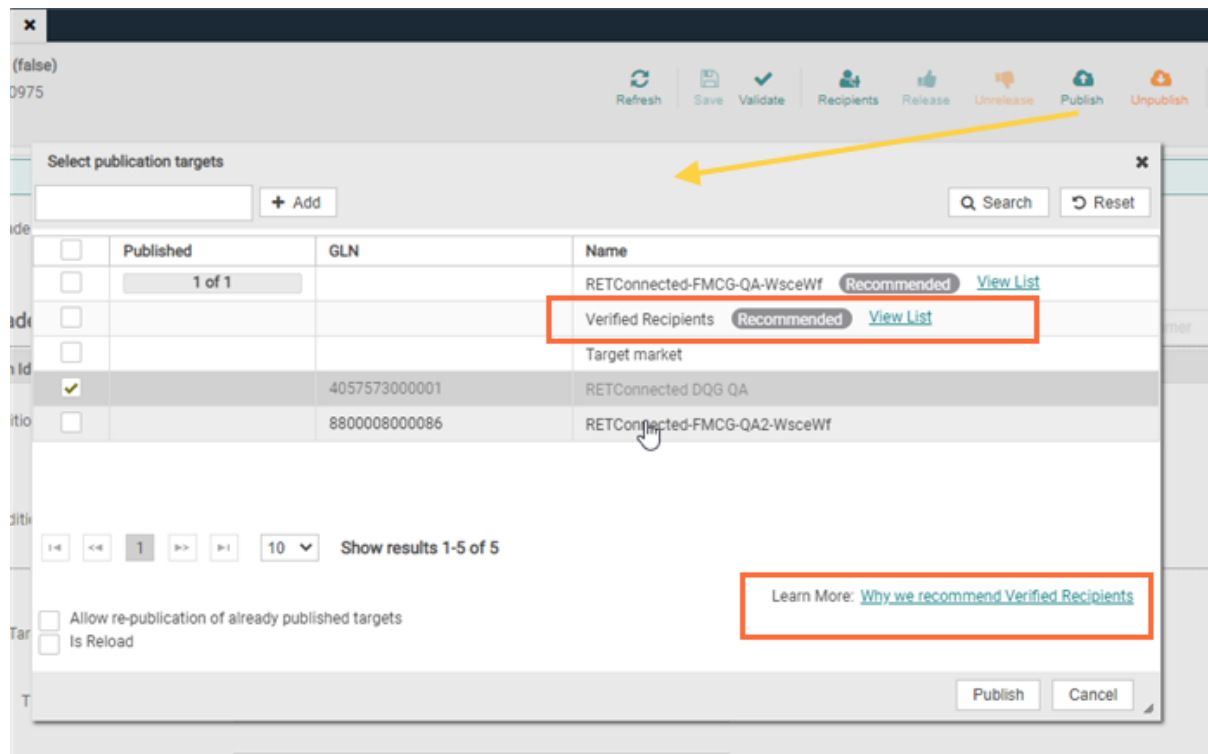 (false)
0975
Refresh Save Validate Recipients Release Unrelease Publish Unpublish
Select publication targets
+ Add Search Reset
Published GLN Name
1 of 1 RETConnected-FMCG-QA-WsceWf Recommended View List
Verified Recipients Recommended View List
Target market
4057573000001 RETConnected DQG QA
8800008000086 RETConnected-FMCG-QA2-WsceWf
1 10 Show results 1-5 of 5
Learn More: Why we recommend Verified Recipients
Allow re-publication of already published targets
Is Reload
Publish Cancel